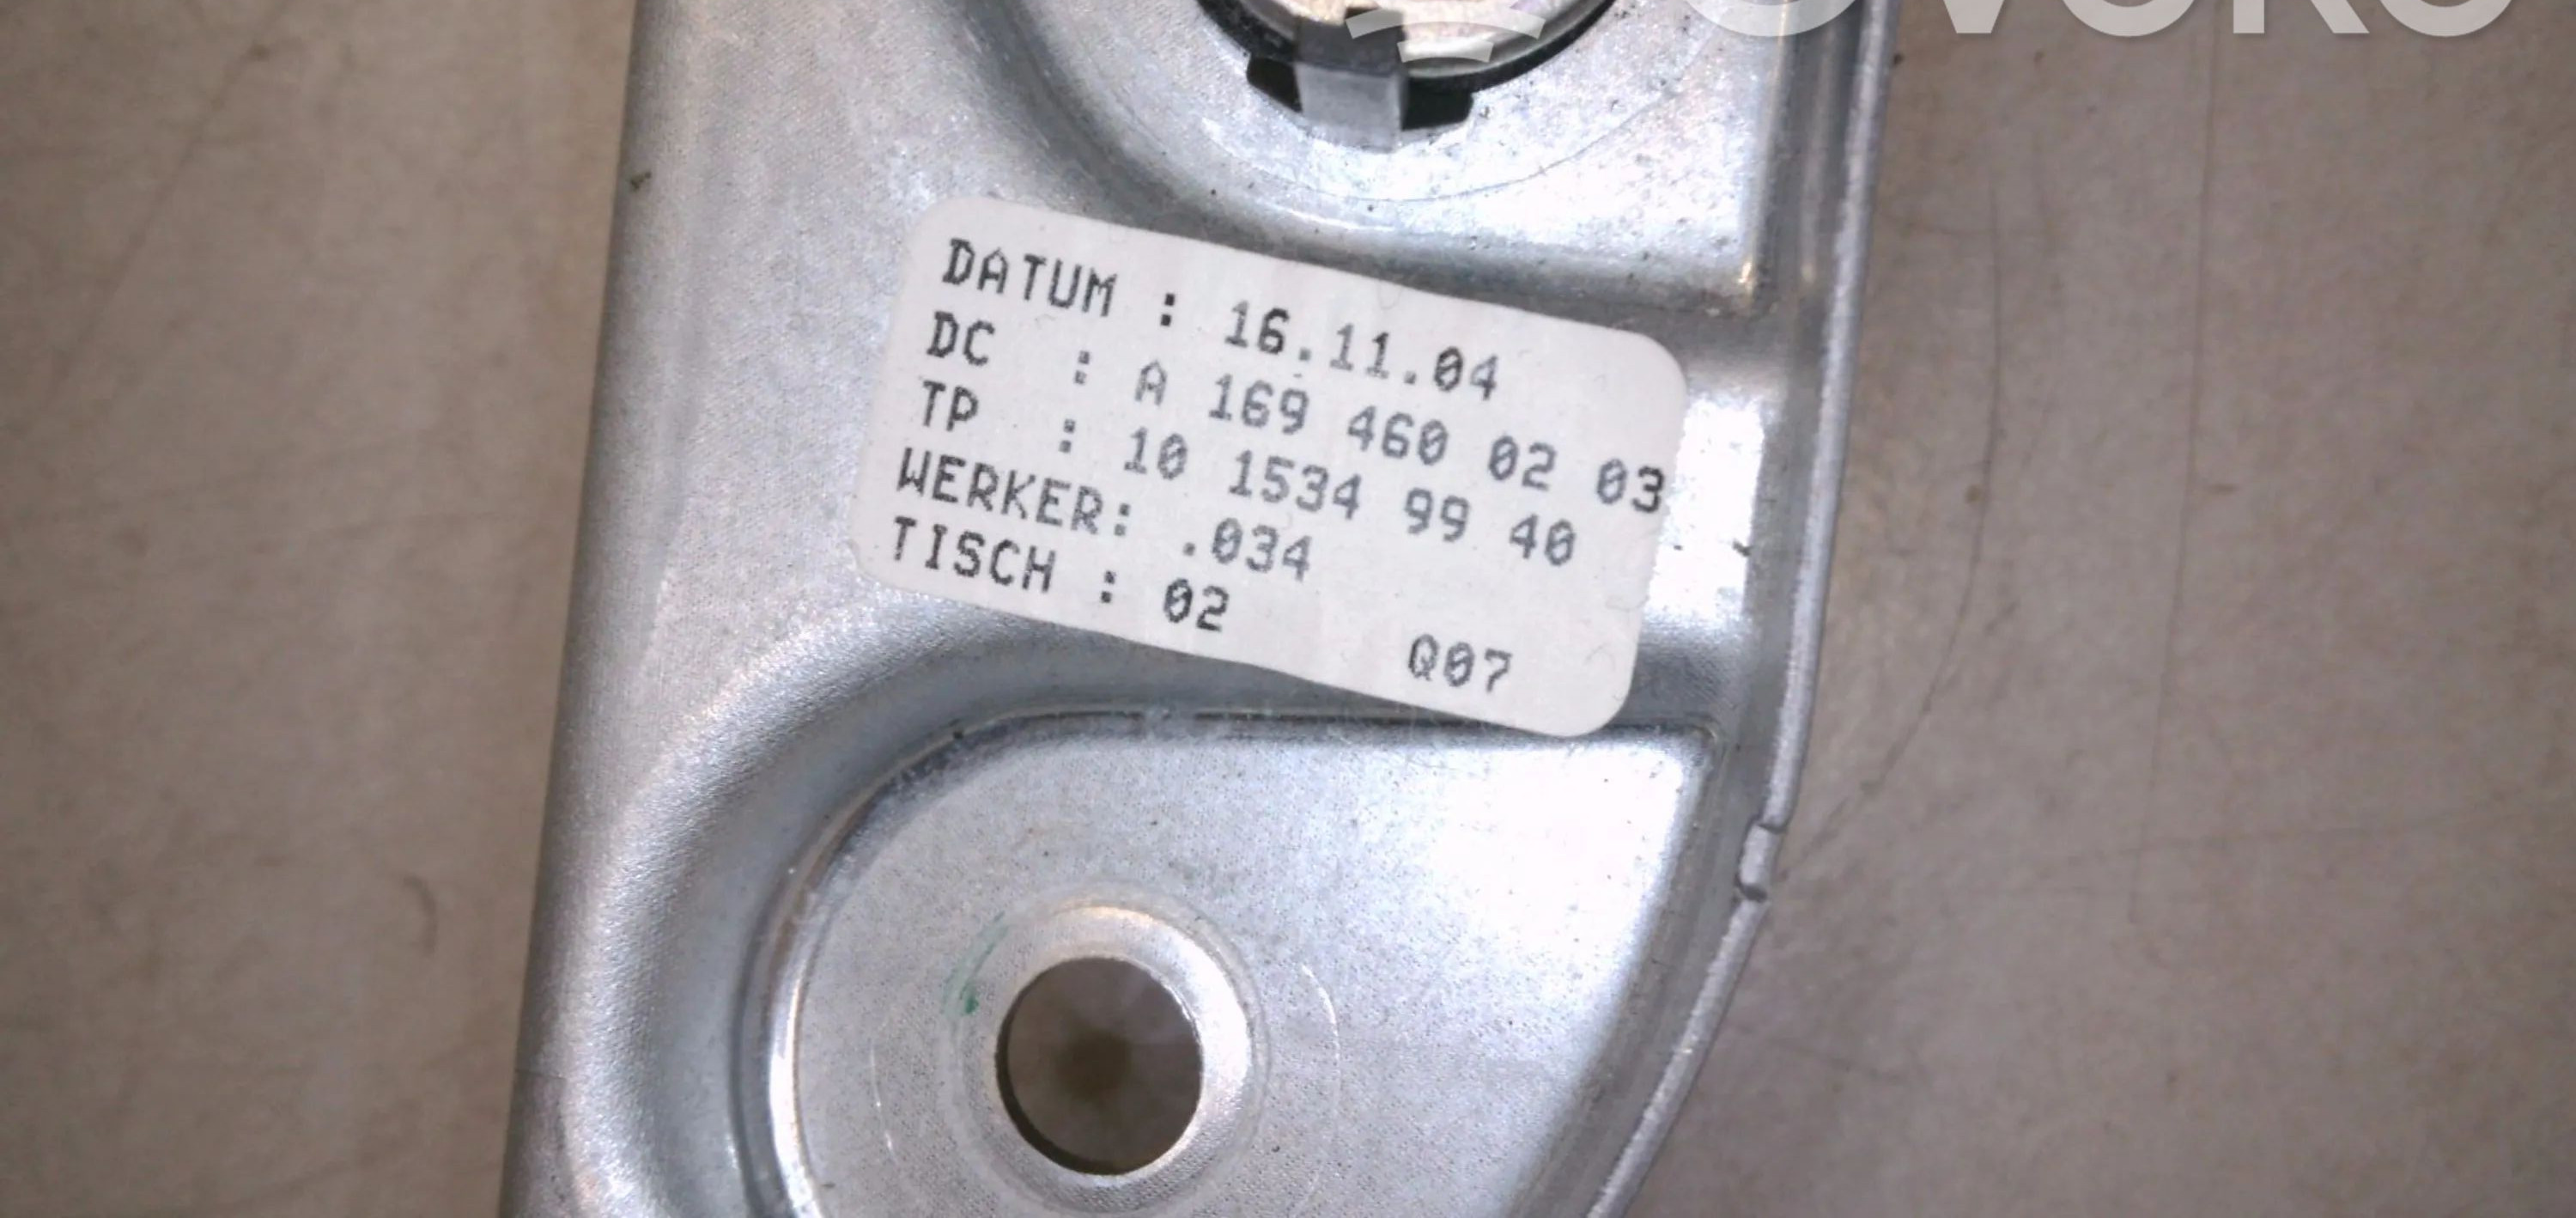 DATUM : 16.11.04
DC : A 169 460 02 03
TP : 10 1534 99 40
WERKER: .034
TISCH : 02
Q07